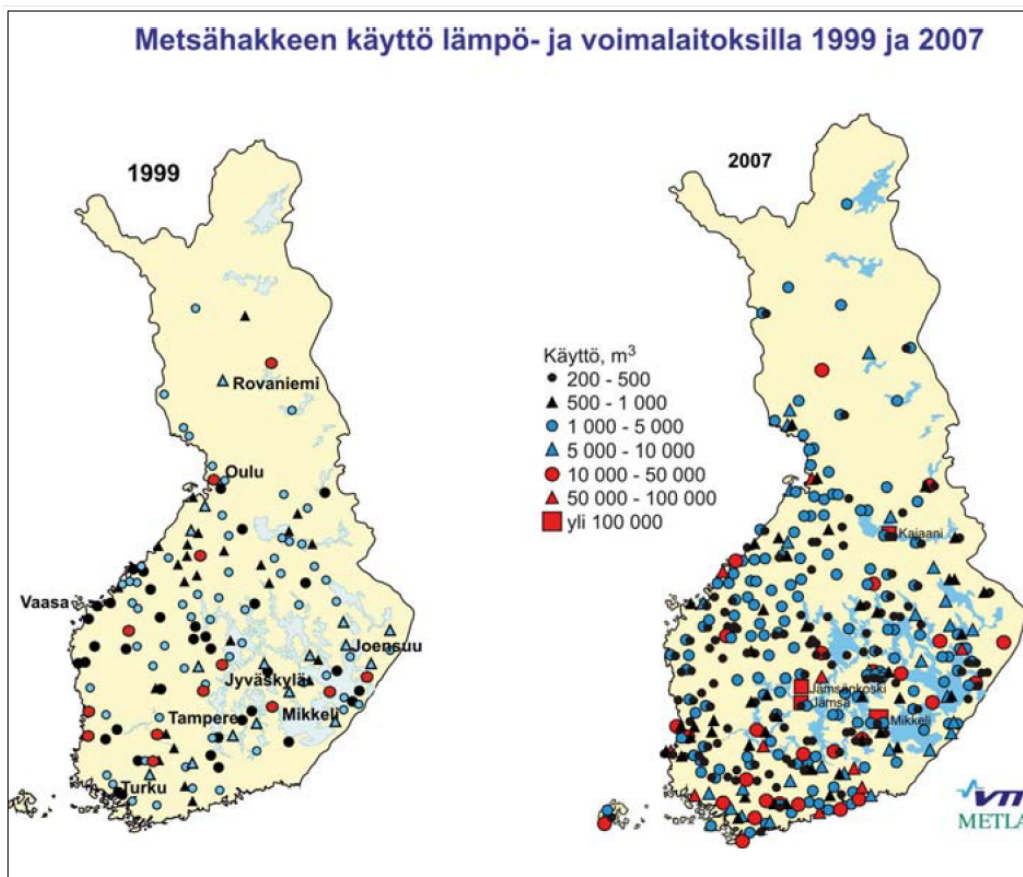 Metsähakkeen käyttö lämpö- ja voimalaitoksilla 1999 ja 2007
1999
2007
Rovaniemi
Oulu
Vaasa
Joensuu
Jyväskylä
Tampere
Mikkeli
Turku
Käyttö, m³
200 - 500
500 - 1 000
1 000 - 5 000
5 000 - 10 000
10 000 - 50 000
50 000 - 100 000
yli 100 000
Kajaani
Jämsänkoski
Jämsä
Mikkeli
METLA